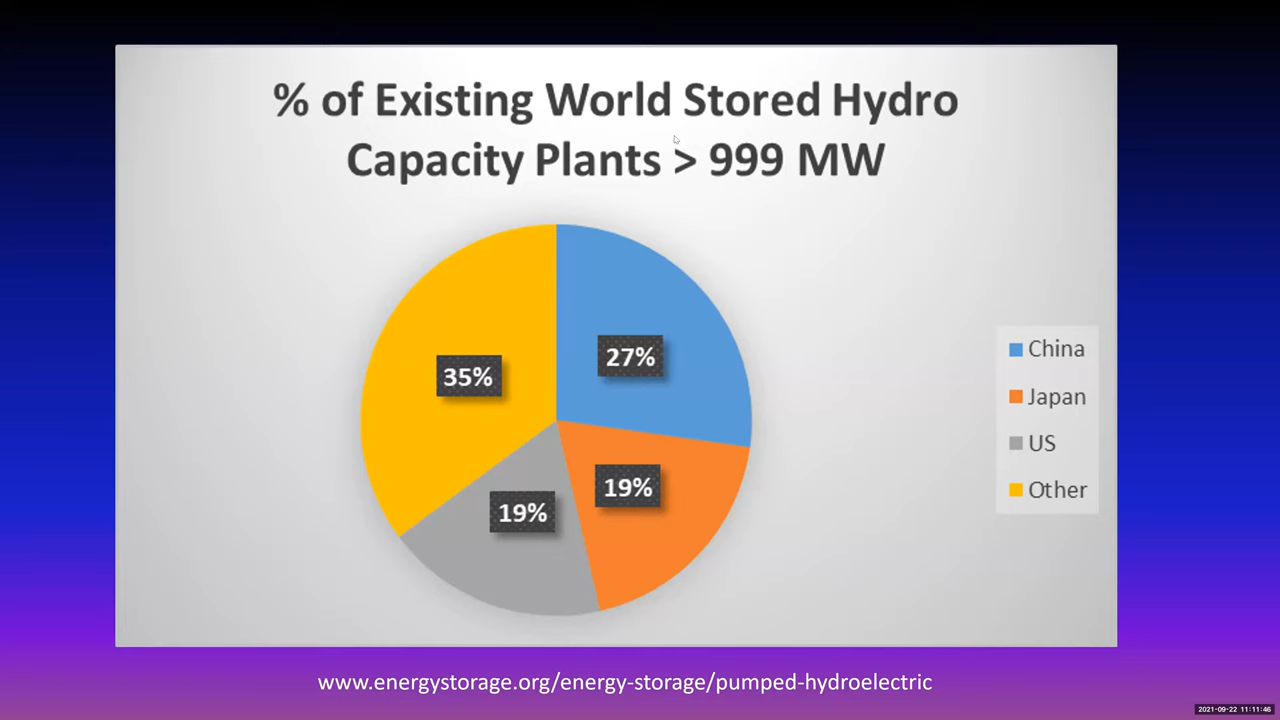 % of Existing World Stored Hydro
Capacity Plants > 999 MW
27%
35%
19%
19%
China
Japan
US
Other
www.energystorage.org/energy-storage/pumped-hydroelectric
2021-09-22 11:11:46